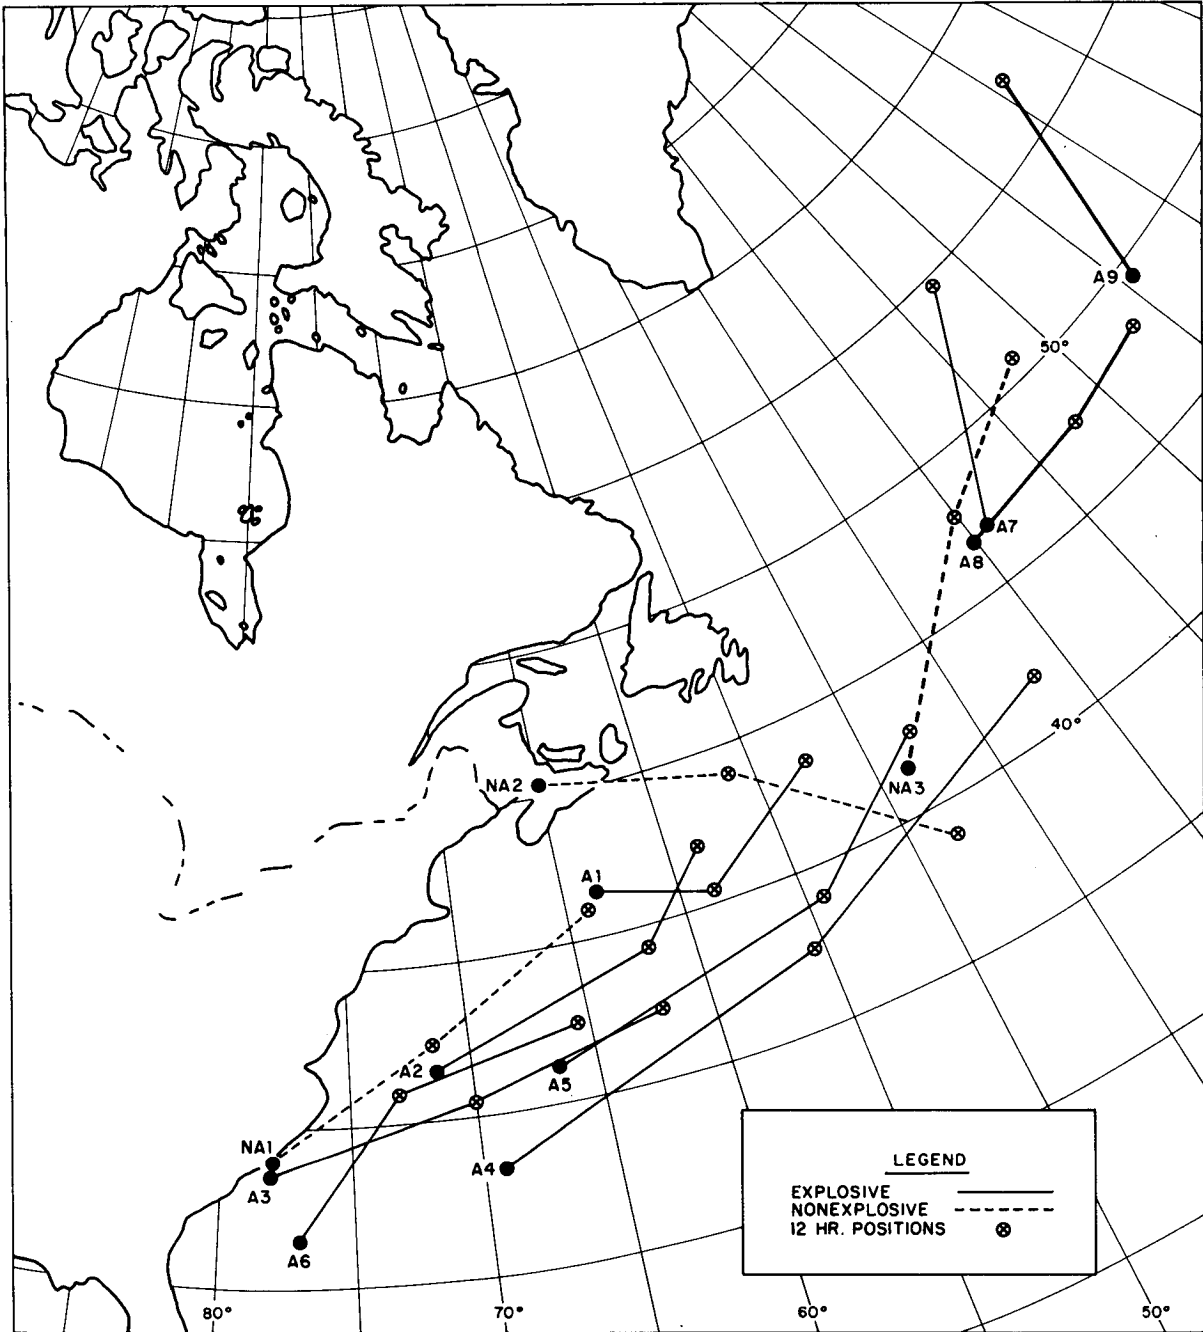 A9
50°
A7
A8
40°
NA2
NA3
A1
A2
A5
NA1
A3
A4
A6
LEGEND
EXPLOSIVE
NONEXPLOSIVE
12 HR. POSITIONS
80°
70°
60°
50°